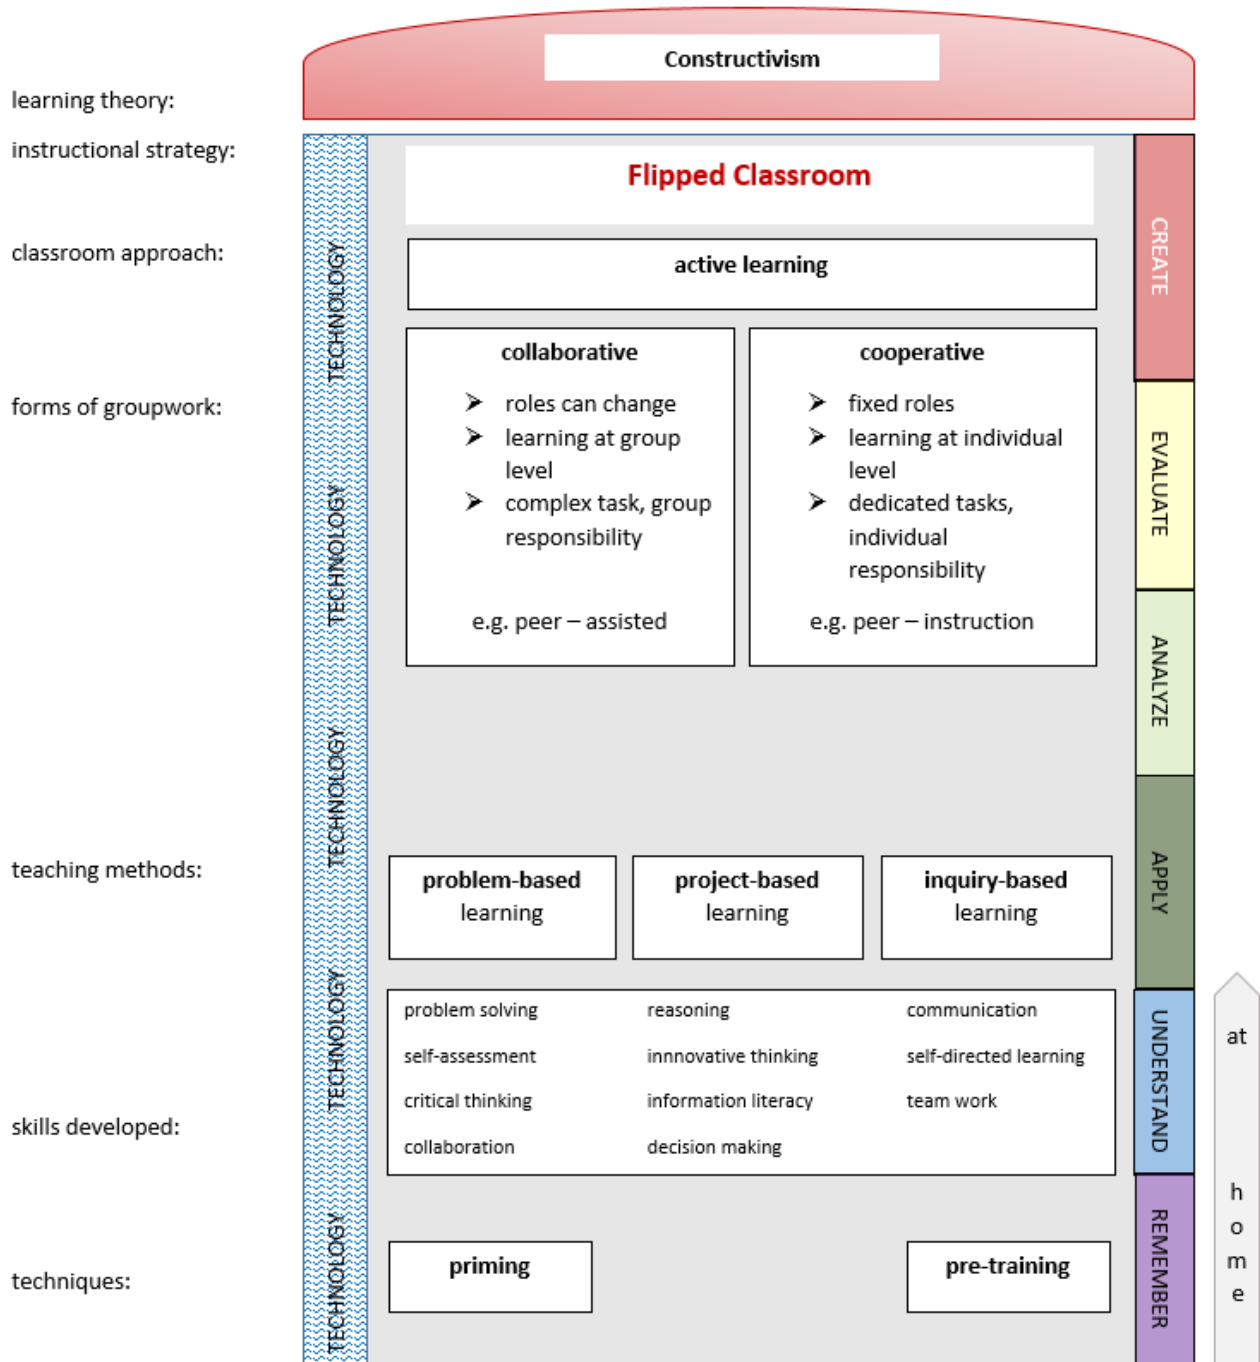 Constructivism
learning theory:
instructional strategy:
Flipped Classroom
classroom approach:
active learning
forms of groupwork:
collaborative
➤ roles can change
➤ learning at group
level
➤ complex task, group
responsibility
e.g. peer – assisted
cooperative
➤ fixed roles
➤ learning at individual
level
➤ dedicated tasks,
individual
responsibility
e.g. peer – instruction
teaching methods:
problem-based
learning
project-based
learning
inquiry-based
learning
skills developed:
problem solving
reasoning
communication
self-assessment
innnovative thinking
self-directed learning
critical thinking
information literacy
team work
collaboration
decision making
techniques:
priming
pre-training
TECHNOLOGY
TECHNOLOGY
TECHNOLOGY
TECHNOLOGY
TECHNOLOGY
CREATE
EVALUATE
ANALYZE
APPLY
UNDERSTAND
REMEMBER
at
h
o
m
e